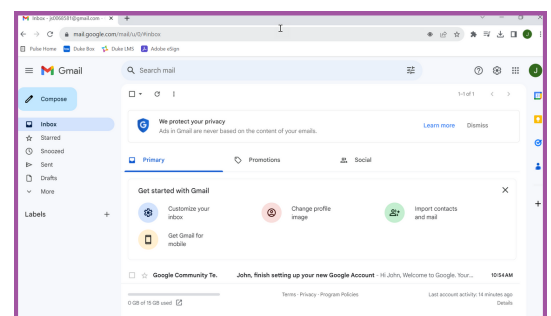 Inbox - js0060581@gmail.com -
mail.google.com/mail/u/0/#inbox
Pulse Home Duke Box Duke LMS Adobe eSign
Gmail
Search mail
J
Compose
1-1 of 1
Inbox
Starred
Snoozed
Sent
Drafts
More
Labels
We protect your privacy
Ads in Gmail are never based on the content of your emails.
Learn more Dismiss
Primary Promotions Social
Get started with Gmail
Customize your inbox
Change profile image
Import contacts and mail
Get Gmail for mobile
Google Community Te. John, finish setting up your new Google Account - Hi John, Welcome to Google. Your... 10:54 AM
0 GB of 15 GB used
Terms · Privacy · Program Policies
Last account activity: 14 minutes ago
Details